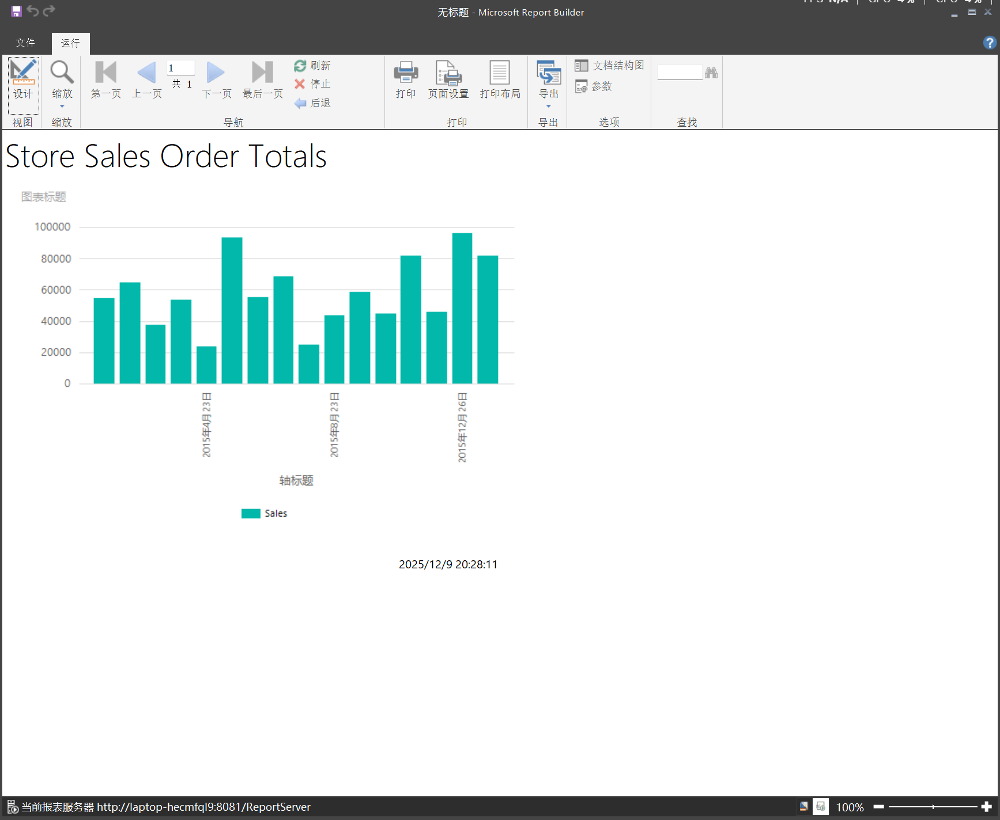 无标题 - Microsoft Report Builder
文件 运行
设计 缩放 第一页 上一页 1 共 1 下一页 最后一页 刷新 停止 后退 打印 页面设置 打印布局 导出 文档结构图 参数
视图 缩放 导航 打印 导出 选项 查找
Store Sales Order Totals
图表标题
100000
80000
60000
40000
20000
0
2015年4月23日
2015年8月23日
2015年12月26日
轴标题
Sales
2025/12/9 20:28:11
当前报表服务器 http://laptop-hecmfql9:8081/ReportServer 100%